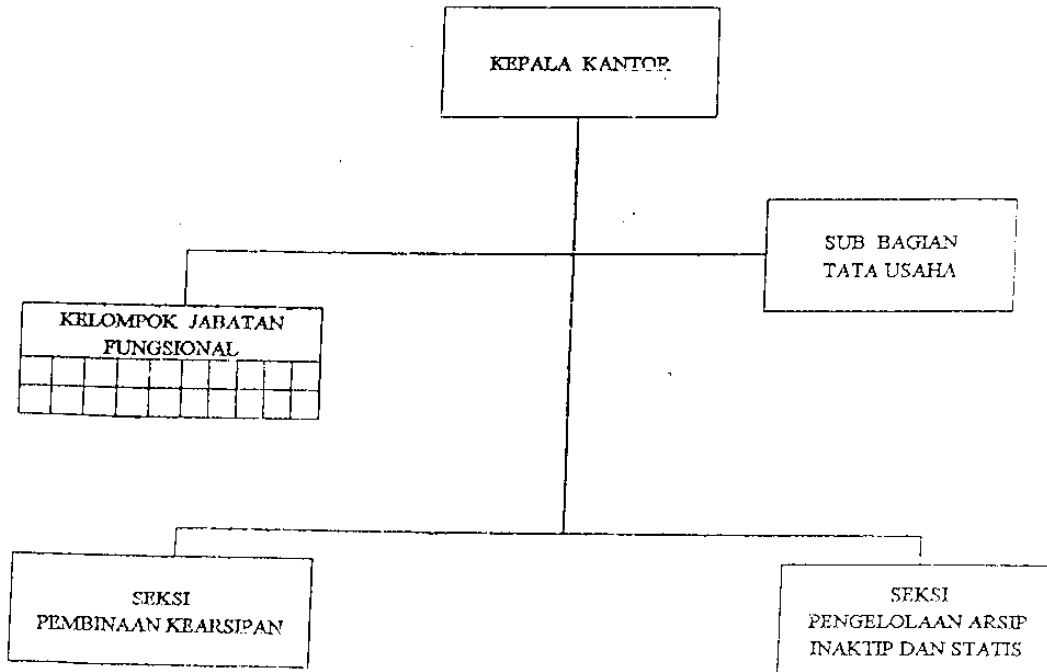 KEPALA KANTOR
SUB BAGIAN
TATA USAHA
KELOMPOK JABATAN
FUNGSIONAL
SEKSI
PEMBINAAN KEARSIPAN
SEKSI
PENGELOLAAN ARSIP
INAKTIP DAN STATIS